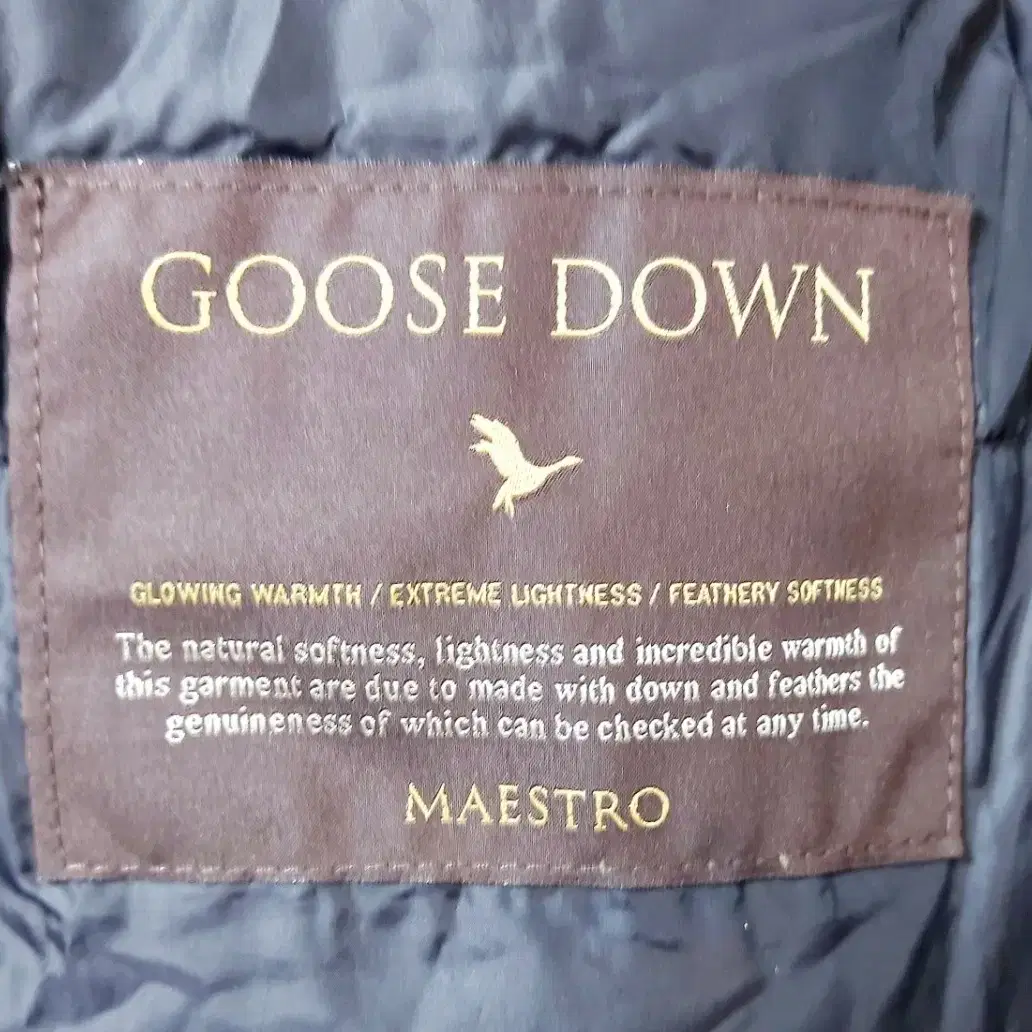 GOOSE DOWN
GLOWING WARMTH / EXTREME LIGHTNESS / FEATHERY SOFTNESS
The natural softness, lightness and incredible warmth of
this garment are due to made with down and feathers the
genuineness of which can be checked at any time.
MAESTRO